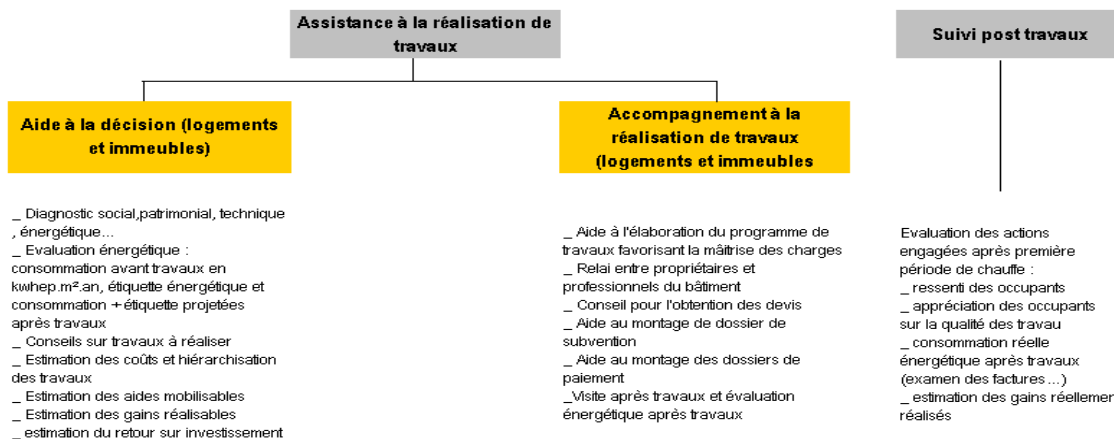 Assistance à la réalisation de
travaux
Suivi post travaux
Aide à la décision (logements
et immeubles)
Accompagnement à la
réalisation de travaux
(logements et immeubles
_ Diagnostic social,patrimonial, technique
, énergétique...
_ Evaluation énergétique :
consommation avant travaux en
kwhep.m².an, étiquette énergétique et
consommation + étiquette projetées
après travaux
_ Conseils sur travaux à réaliser
_ Estimation des coûts et hiérarchisation
des travaux
_ Estimation des aides mobilisables
_ Estimation des gains réalisables
_ estimation du retour sur investissement
_ Aide à l'élaboration du programme de
travaux favorisant la mâitrise des charges
_ Relai entre propriétaires et
professionnels du bâtiment
_ Conseil pour l'obtention des devis
_ Aide au montage de dossier de
subvention
_ Aide au montage des dossiers de
paiement
_Visite après travaux et évaluation
énergétique après travaux
Evaluation des actions
engagées après première
période de chauffe :
_ ressenti des occupants
_ appréciation des occupants
sur la qualité des travau
_ consommation réelle
énergétique après travaux
(examen des factures ...)
_ estimation des gains réellemen
réalisés